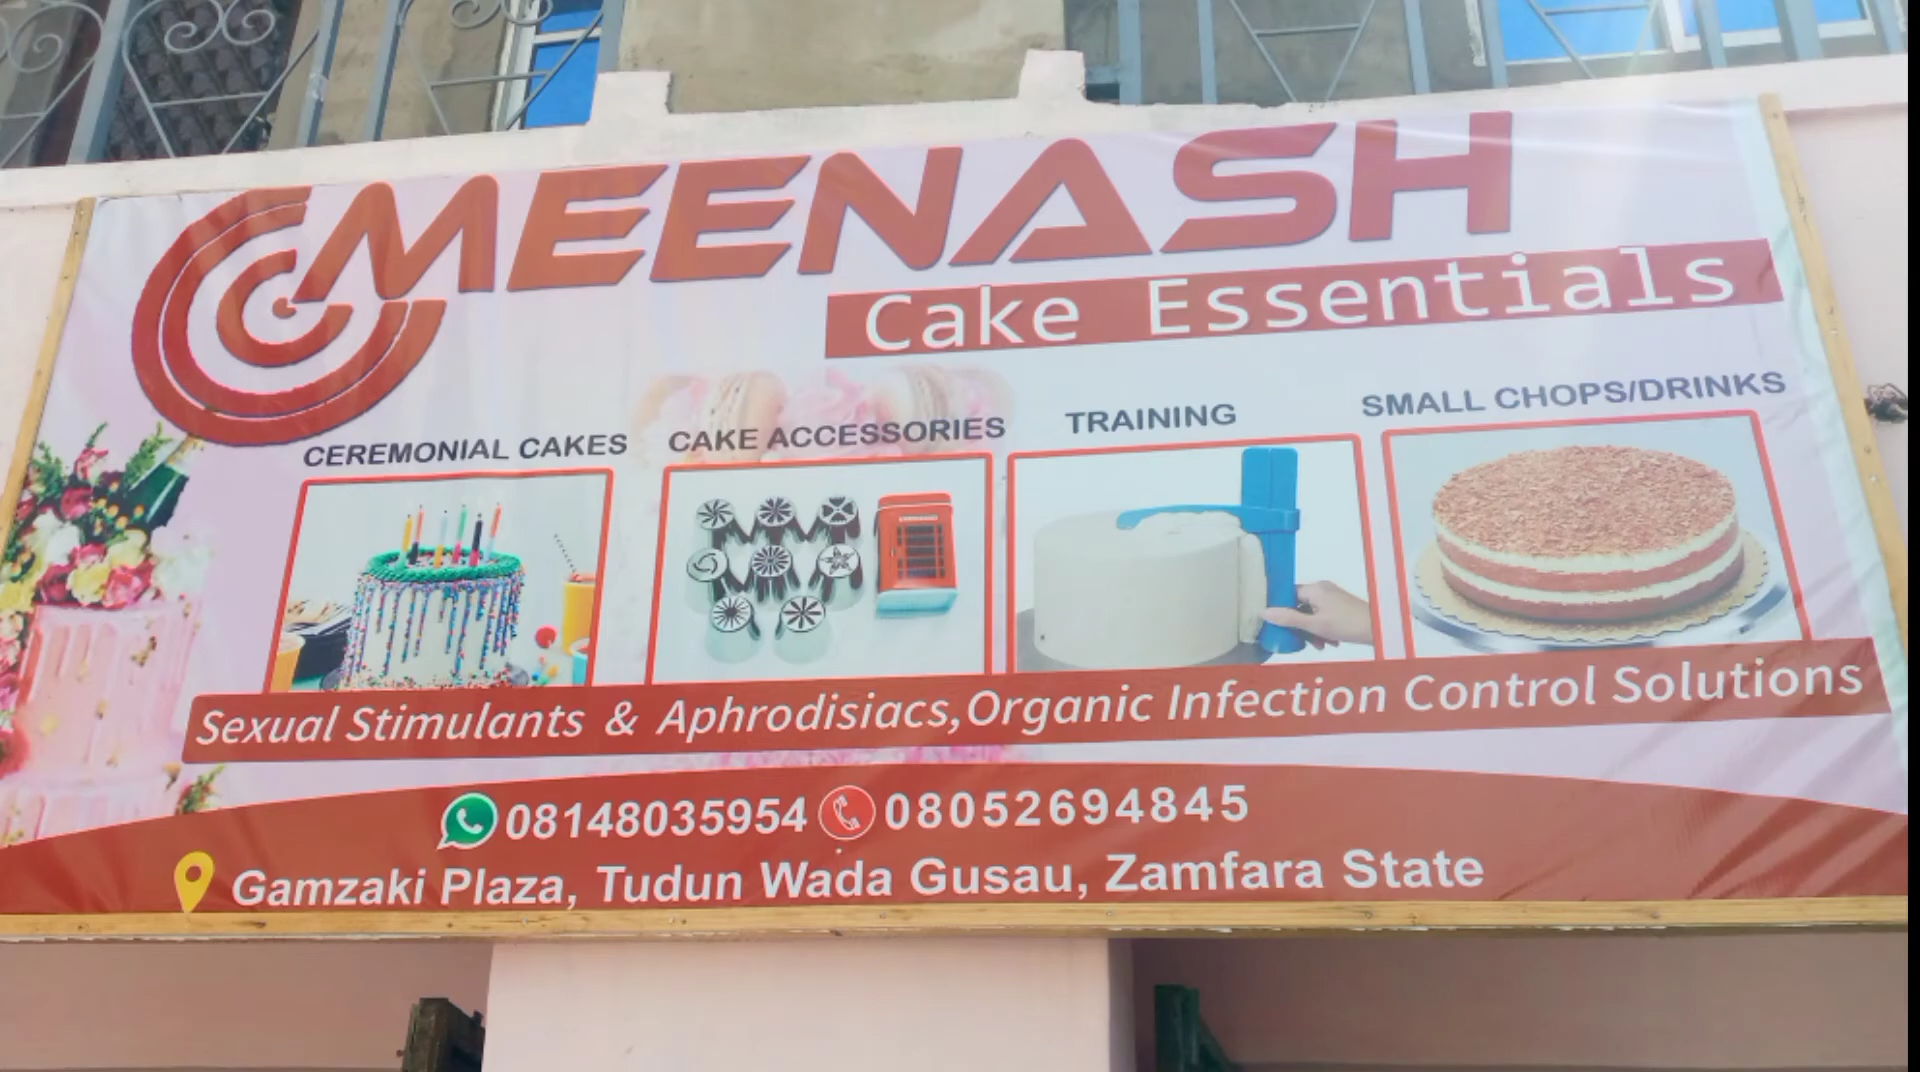 MEENASH
Cake Essentials
CEREMONIAL CAKES
CAKE ACCESSORIES
TRAINING
SMALL CHOPS/DRINKS
Sexual Stimulants & Aphrodisiacs,Organic Infection Control Solutions
08148035954 08052694845
Gamzaki Plaza, Tudun Wada Gusau, Zamfara State